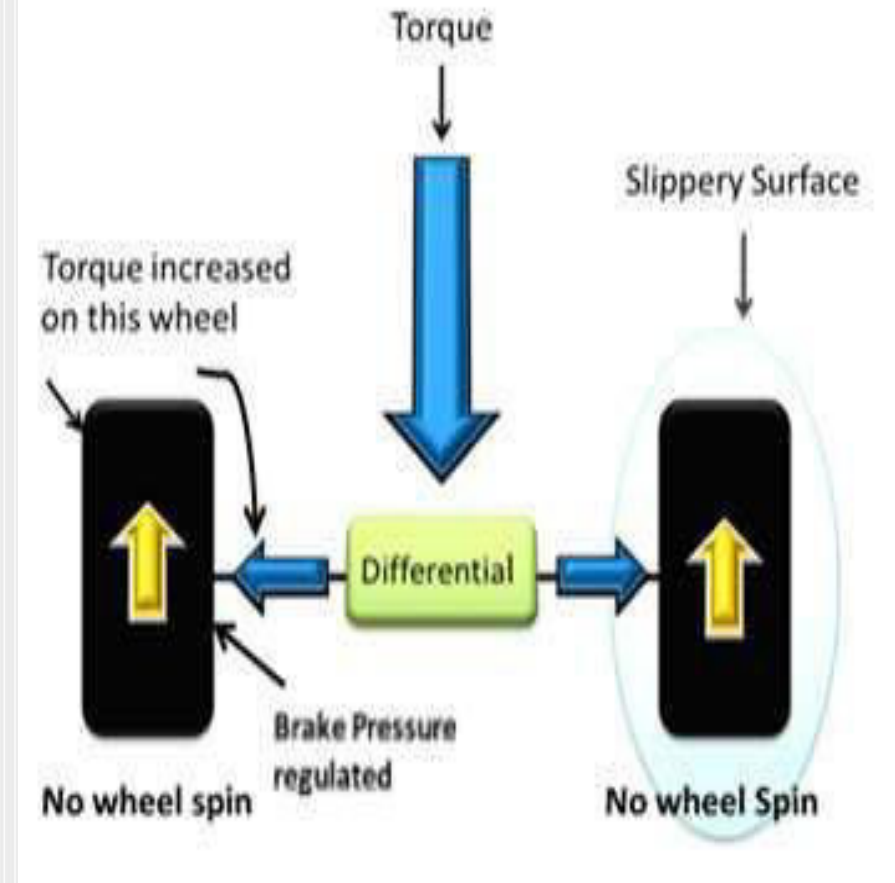 Torque
Slippery Surface
Torque increased
on this wheel
Differential
Brake Pressure
regulated
No wheel spin
No wheel Spin